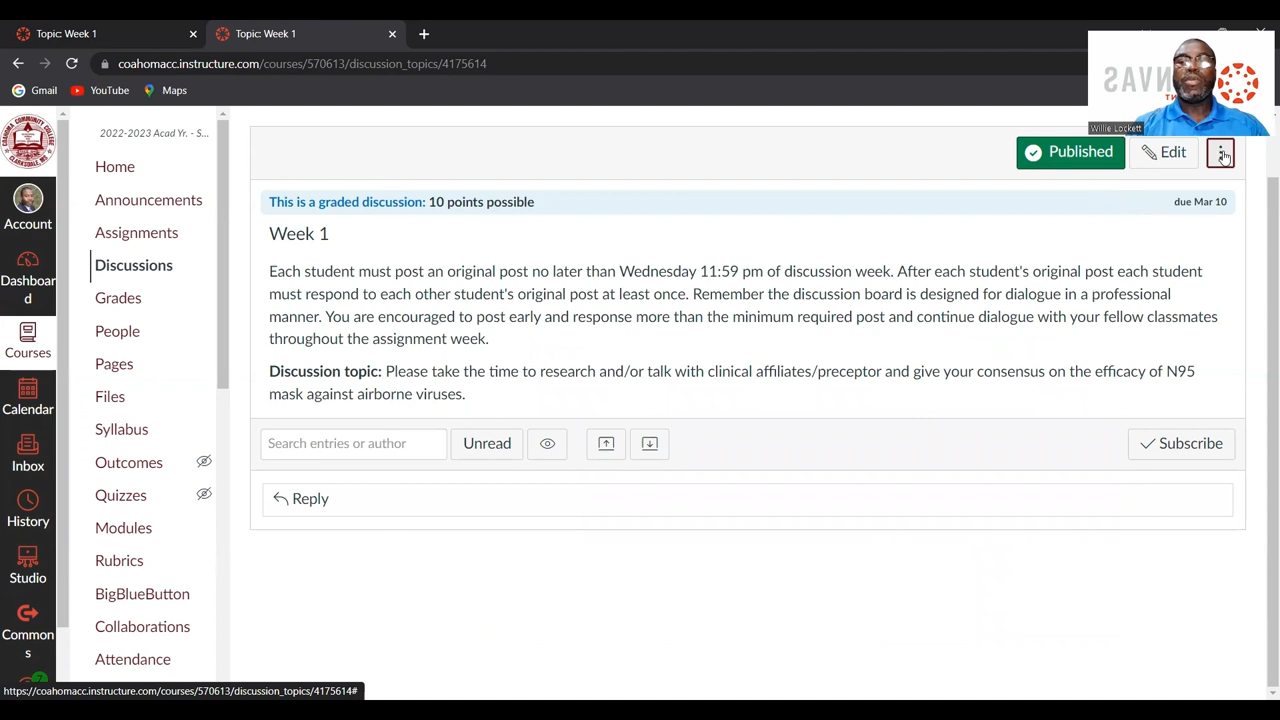 Topic: Week 1
Topic: Week 1
coahomacc.instructure.com/courses/570613/discussion_topics/4175614
Gmail
YouTube
Maps
CANVAS
Willie Lockett
COAHOMA COMMUNITY COLLEGE
CLARKSDALE, MS
2022-2023 Acad Yr. - S...
Account
Dashboar
d
Courses
Calendar
Inbox
History
Studio
Common
s
7
Home
Announcements
Assignments
Discussions
Grades
People
Pages
Files
Syllabus
Outcomes
Quizzes
Modules
Rubrics
BigBlueButton
Collaborations
Attendance
Published
Edit
This is a graded discussion: 10 points possible
due Mar 10
Week 1
Each student must post an original post no later than Wednesday 11:59 pm of discussion week. After each student's original post each student
must respond to each other student's original post at least once. Remember the discussion board is designed for dialogue in a professional
manner. You are encouraged to post early and response more than the minimum required post and continue dialogue with your fellow classmates
throughout the assignment week.
Discussion topic: Please take the time to research and/or talk with clinical affiliates/preceptor and give your consensus on the efficacy of N95
mask against airborne viruses.
Search entries or author
Unread
Subscribe
Reply
https://coahomacc.instructure.com/courses/570613/discussion_topics/4175614#